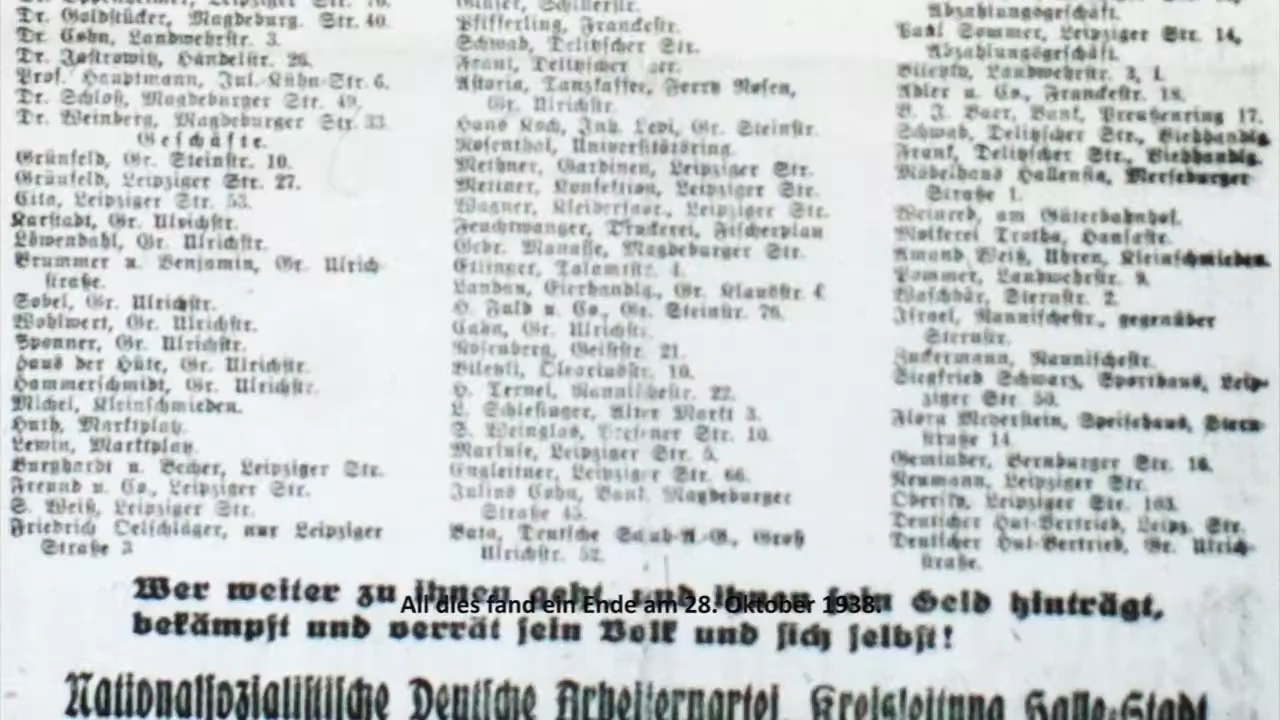 Dr. Goldstücker, Magdeburg. Str. 40.
Dr. Cohn, Landwehrstr. 3.
Dr. Jastrowitz, Händelstr. 26.
Prof. Hauptmann, Jul.-Kühn-Str. 6.
Dr. Schloß, Magdeburger Str. 49.
Dr. Weinberg, Magdeburger Str. 33
Geschäfte.
Grünfeld, Gr. Steinstr. 10.
Grünfeld, Leipziger Str. 27.
Cita, Leipziger Str. 53.
Karstadt, Gr. Ulrichstr.
Löwendahl, Gr. Ulrichstr.
Brummer u. Benjamin, Gr. Ulrich-
straße.
Sobel, Gr. Ulrichstr.
Wohlwert, Gr. Ulrichstr.
Sponner, Gr. Ulrichstr.
Haus der Hüte, Gr. Ulrichstr.
Hammerschmidt, Gr. Ulrichstr.
Michel, Kleinschmieden.
Huth, Marktplatz.
Lewin, Marktplatz.
Burghardt u. Becher, Leipziger Str.
Freund u. Co., Leipziger Str.
S. Weiß, Leipziger Str.
Friedrich Oelschläger, nur Leipziger
Straße 3
Pfifferling, Franckestr.
Schwab, Delitzscher Str.
Frank, Delitzscher Str.
Astoria, Tanzkaffee, Ferry Rosen,
Gr. Ulrichstr.
Hans Koch, Inh. Levi, Gr. Steinstr.
Rosenthal, Universitätsring.
Methner, Gardinen, Leipziger Str.
Mettner, Konfektion, Leipziger Str.
Wagner, Leipziger Str.
Feuchtwanger, Druckerei, Fischerplan
Gebr. Manasse, Magdeburger Str.
Ettinger, Talamtstr. 4.
Landau, Eierhandlg., Gr. Klausstr. 4
H. Fuld u. Co., Gr. Steinstr. 76.
Cahn, Gr. Ulrichstr.
Rosenberg, Geiststr. 21.
Bilesti, Oleariusstr. 10.
H. Ternel, Rannischestr. 22.
L. Schlesinger, Alter Markt 3.
S. Weinglas, Str. 10.
Marfuse, Leipziger Str. 5.
Engleitner, Leipziger Str. 66.
Julius Cohn, Bank, Magdeburger
Straße 45.
Bata, Deutsche Schuh-A.-G., Groß
Ulrichstr. 52.
Abzahlungsgeschäft.
Paul Sommer, Leipziger Str. 14,
Abzahlungsgeschäft.
Landwehrstr. 3, 1.
Adler u. Co., Franckestr. 18.
B. J. Baer, Bank, Preußenring 17.
Schwab, Delitzscher Str., Viehhandlg.
Frank, Delitzscher Str., Viehhandlg.
Möbelhaus Hallensia, Merseburger
Straße 1.
Weinreb, am Güterbahnhof.
Molkerei Trotha, Hansastr.
Amand Weiß, Uhren, Kleinschmieden.
Pommer, Landwehrstr. 9.
Waschbär, Sternstr. 2.
Israel, Rannischestr., gegenüber
Sternstr.
Zuckermann, Rannischestr.
Siegfried Schwarz, Sporthaus, Leip-
ziger Str. 50.
Flora Meyerstein, Speisehaus, Stern-
straße 14.
Geminder, Bernburger Str. 16.
Neumann, Leipziger Str.
Obersky, Leipziger Str. 103.
Deutscher Hut-Vertrieb, Leipz. Str.
Deutscher Hut-Vertrieb, Gr. Ulrich-
straße.
Wer weiter zu ihnen geht und ihnen sein Geld hinträgt,
All dies fand ein Ende am 28. Oktober 1938.
bekämpft und verrät sein Volk und sich selbst!
Nationalsozialistische Deutsche Arbeiterpartei, Kreisleitung Halle-Stadt